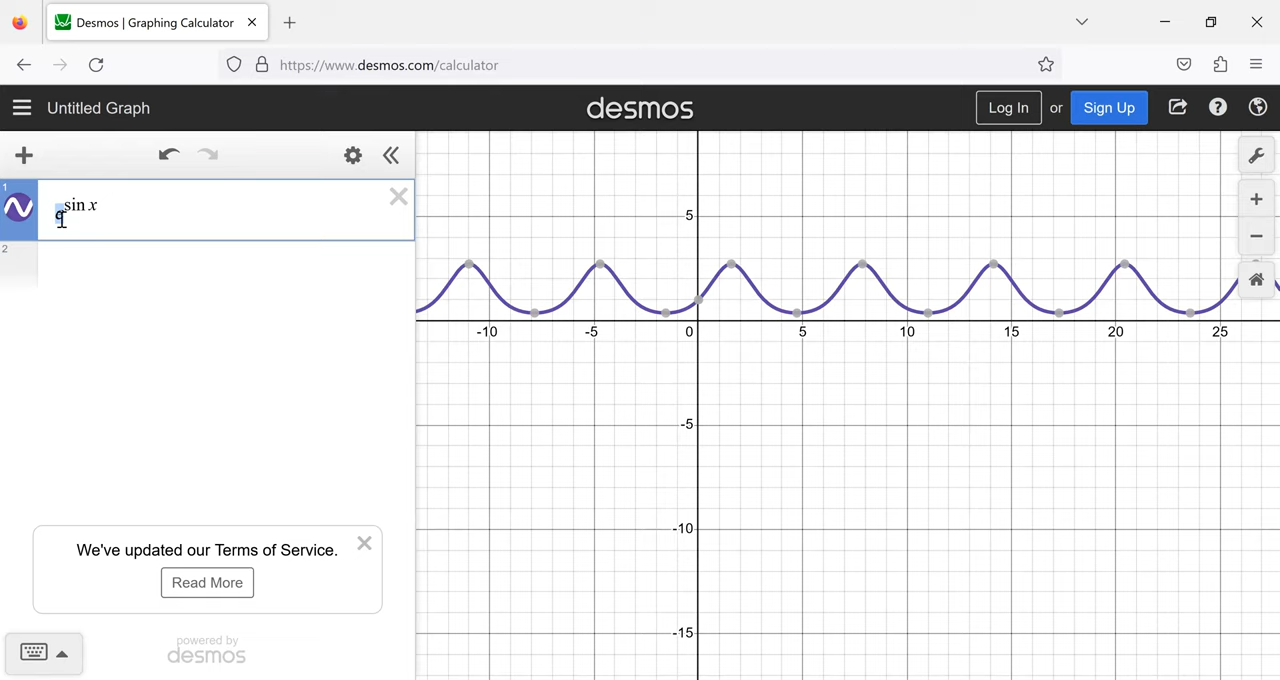 Desmos | Graphing Calculator
https://www.desmos.com/calculator
Untitled Graph
desmos
Log In or Sign Up
1
sin x
2
5
-10 -5 0 5 10 15 20 25
-5
-10
-15
We've updated our Terms of Service.
Read More
powered by
desmos